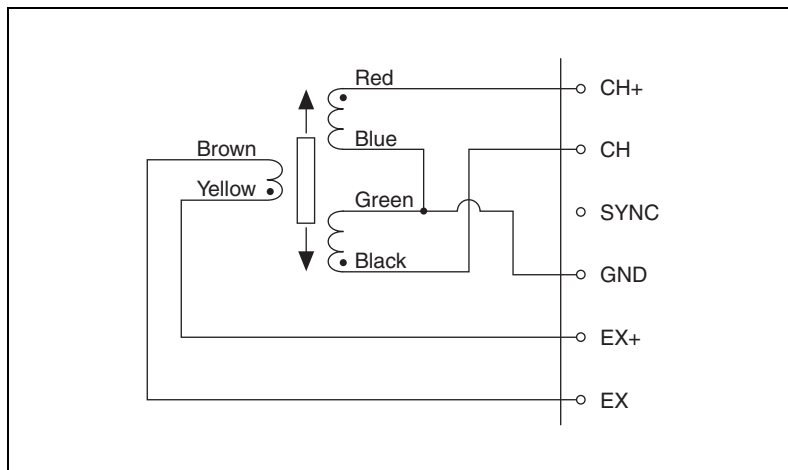 Red
CH+
Blue
CH
Brown
Yellow
Green
SYNC
Black
GND
EX+
EX